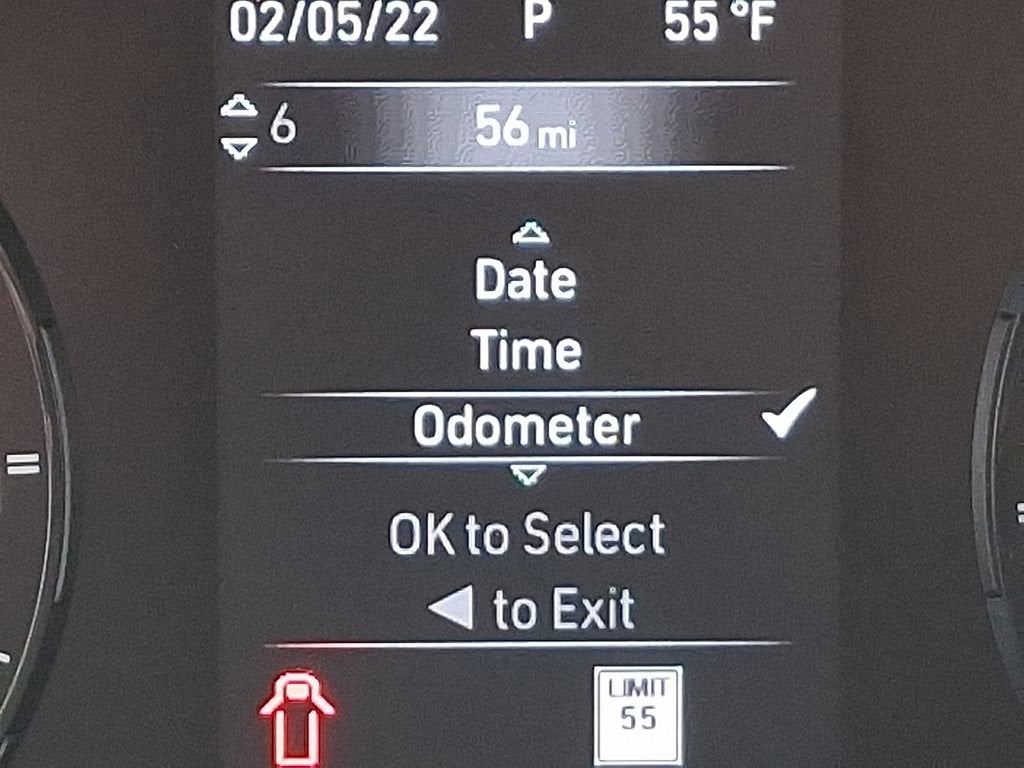 02/05/22 P 55 °F
6 56 mi
Date
Time
Odometer
OK to Select
to Exit
LIMIT
55